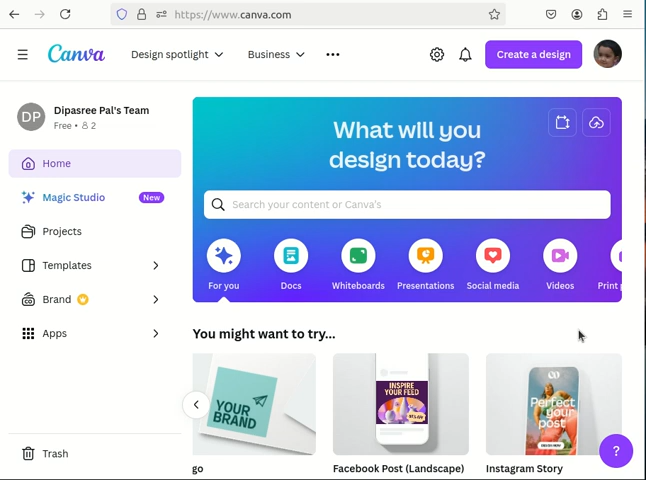 https://www.canva.com
Canva
Design spotlight
Business
Create a design
DP
Dipasree Pal's Team
Free • 2
Home
Magic Studio
New
Projects
Templates
Brand
Apps
Trash
What will you
design today?
Search your content or Canva's
For you
Docs
Whiteboards
Presentations
Social media
Videos
Print
You might want to try...
YOUR
BRAND
INSPIRE
YOUR FEED
Perfect
your
post
go
Facebook Post (Landscape)
Instagram Story
?